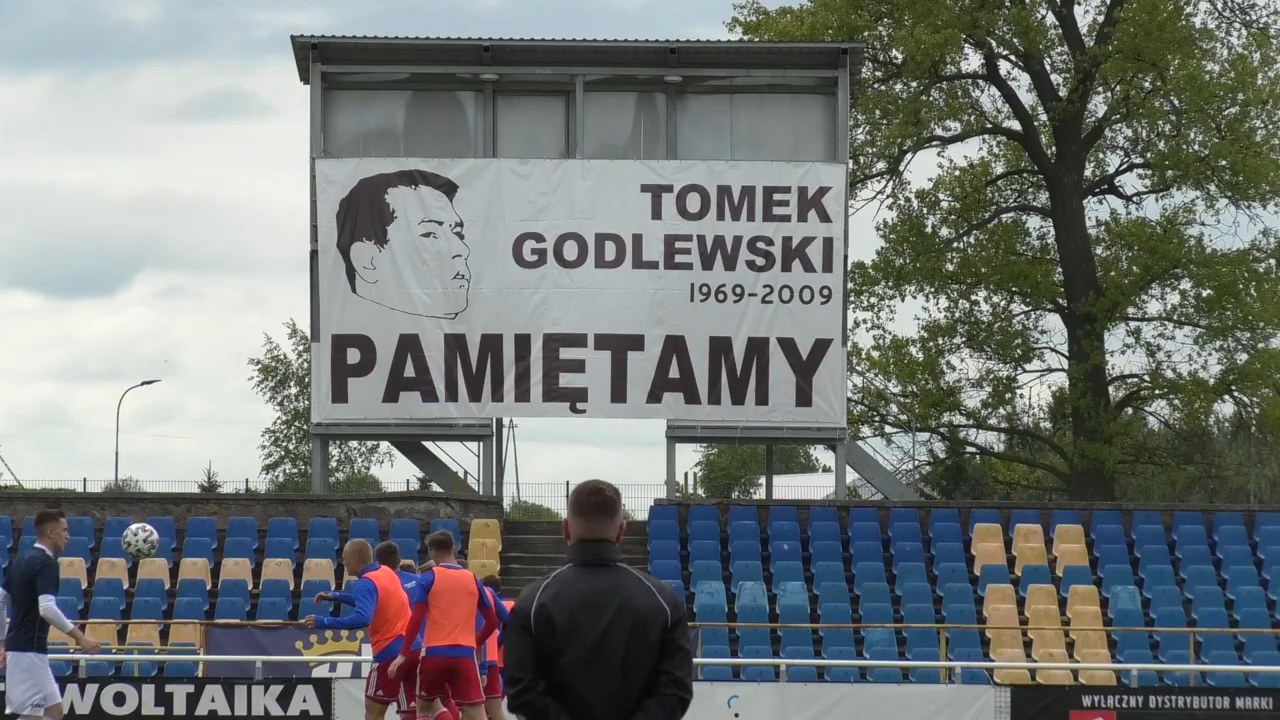 TOMEK
GODLEWSKI
1969-2009
PAMIĘTAMY
WOLTAIKA
WYŁĄCZNY DYSTRYBUTOR MARKI